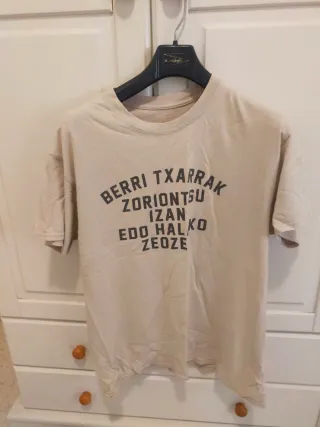 BERRI TXARRAK
ZORIONTSU
IZAN
EDO HALAKO
ZEOZE